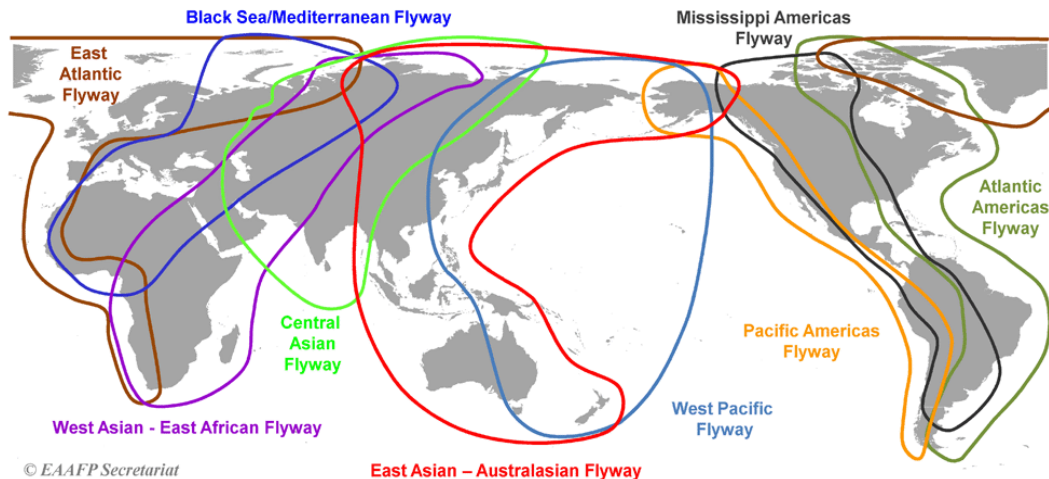 Black Sea/Mediterranean Flyway
Mississippi Americas
Flyway
East
Atlantic
Flyway
Atlantic
Americas
Flyway
Central
Asian
Flyway
Pacific Americas
Flyway
West Pacific
Flyway
West Asian - East African Flyway
East Asian – Australasian Flyway
© EAAFP Secretariat